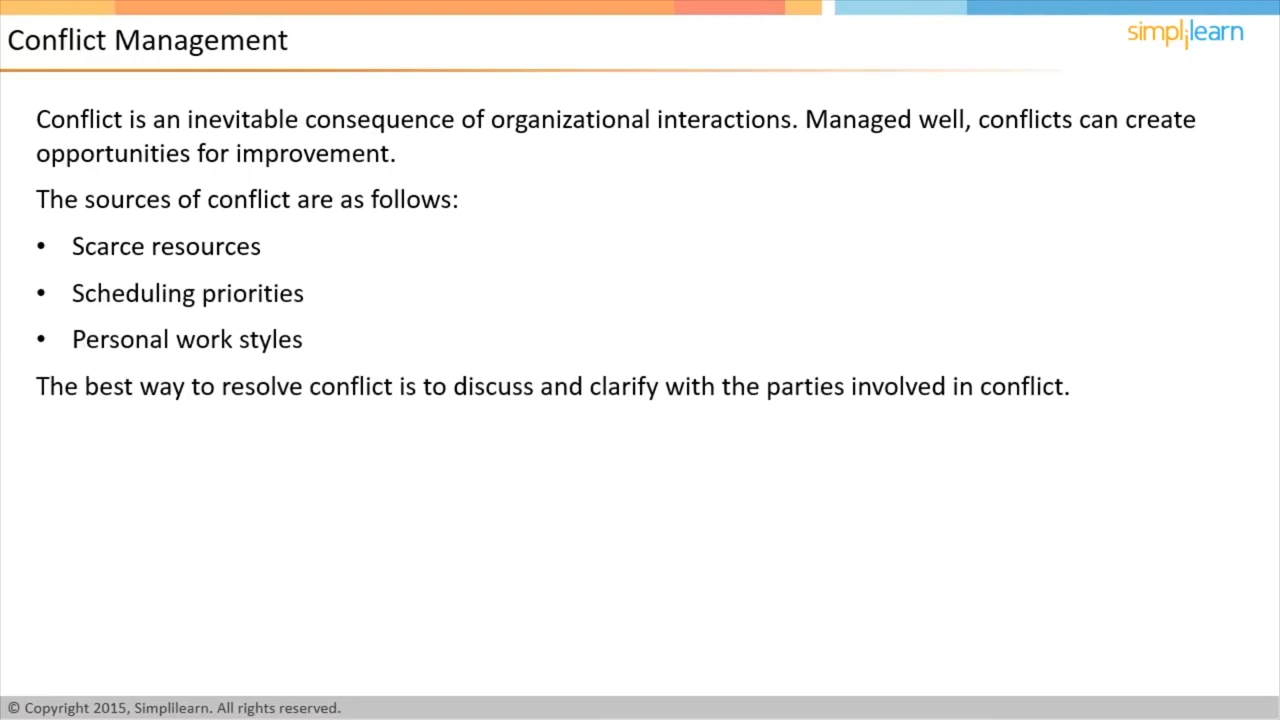 Conflict Management
simplilearn
Conflict is an inevitable consequence of organizational interactions. Managed well, conflicts can create
opportunities for improvement.
The sources of conflict are as follows:
• Scarce resources
• Scheduling priorities
• Personal work styles
The best way to resolve conflict is to discuss and clarify with the parties involved in conflict.
© Copyright 2015, Simplilearn. All rights reserved.